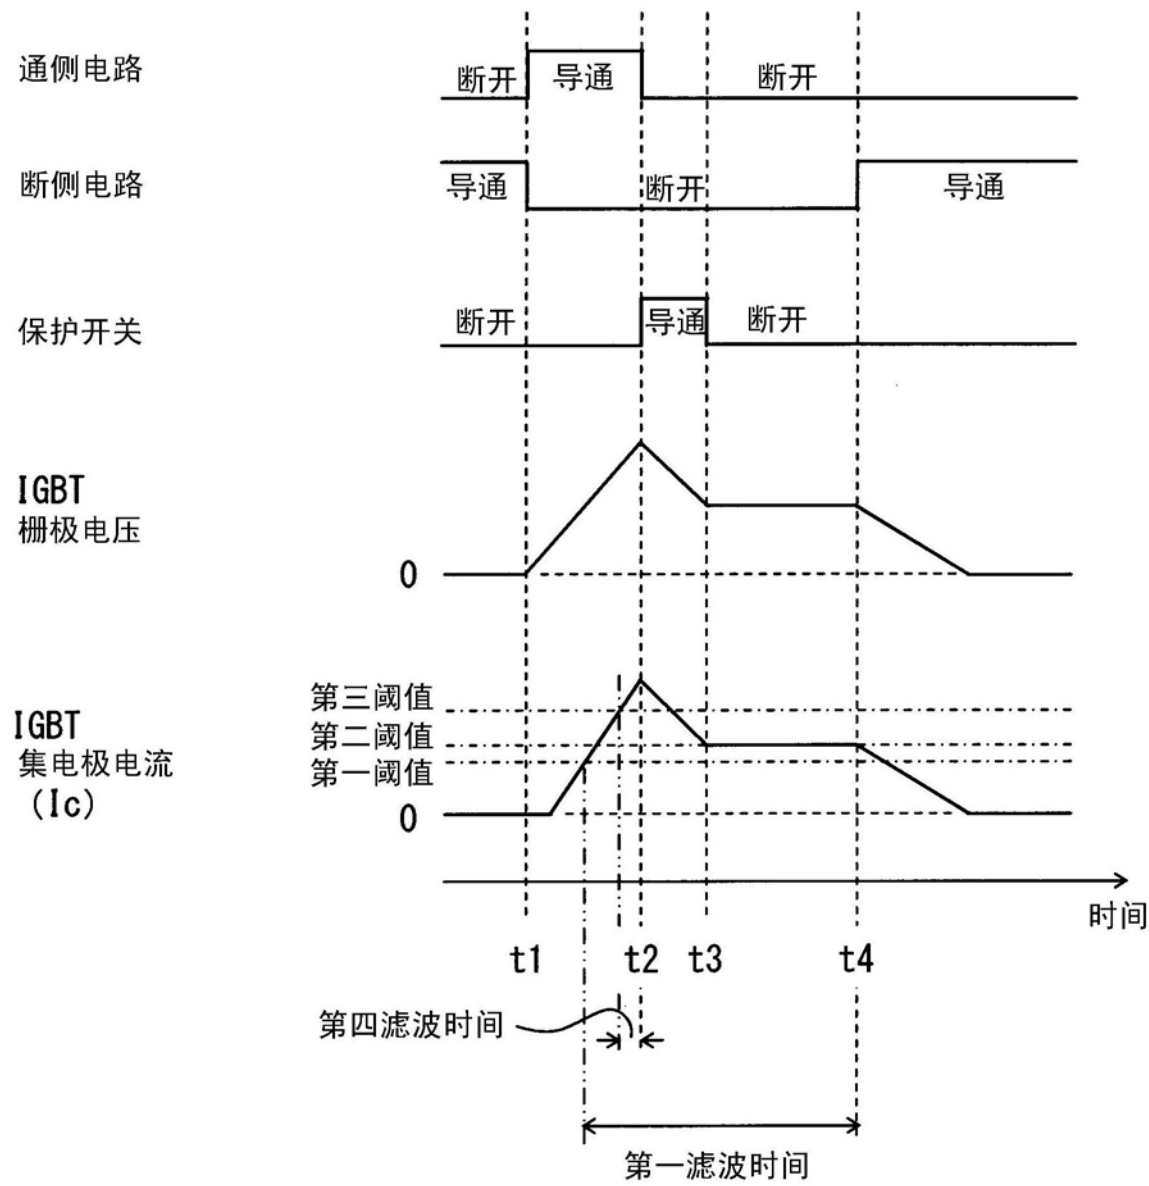 通侧电路
断开
导通
断开
断侧电路
导通
断开
导通
保护开关
断开
导通
断开
IGBT
栅极电压
0
IGBT
集电极电流
(Ic)
第三阈值
第二阈值
第一阈值
0
时间
t1
t2
t3
t4
第四滤波时间
第一滤波时间